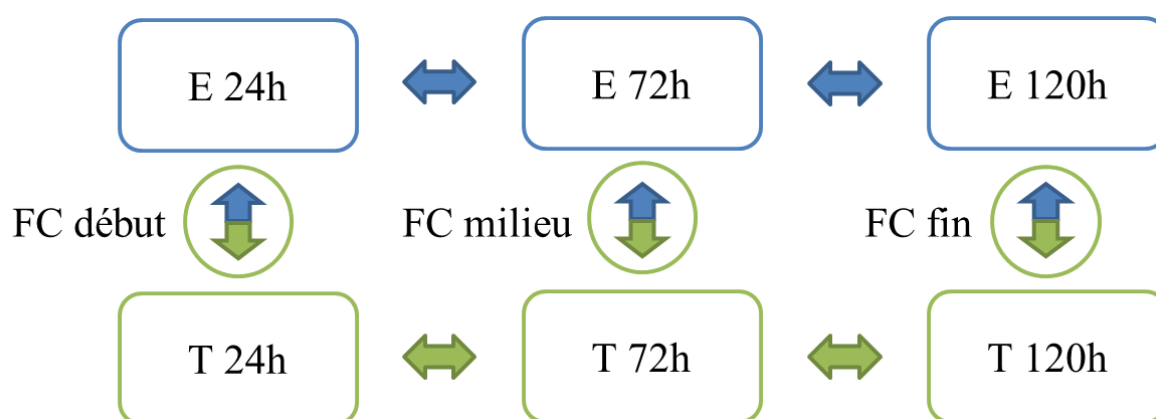 E 24h
E 72h
E 120h
FC début
FC milieu
FC fin
T 24h
T 72h
T 120h